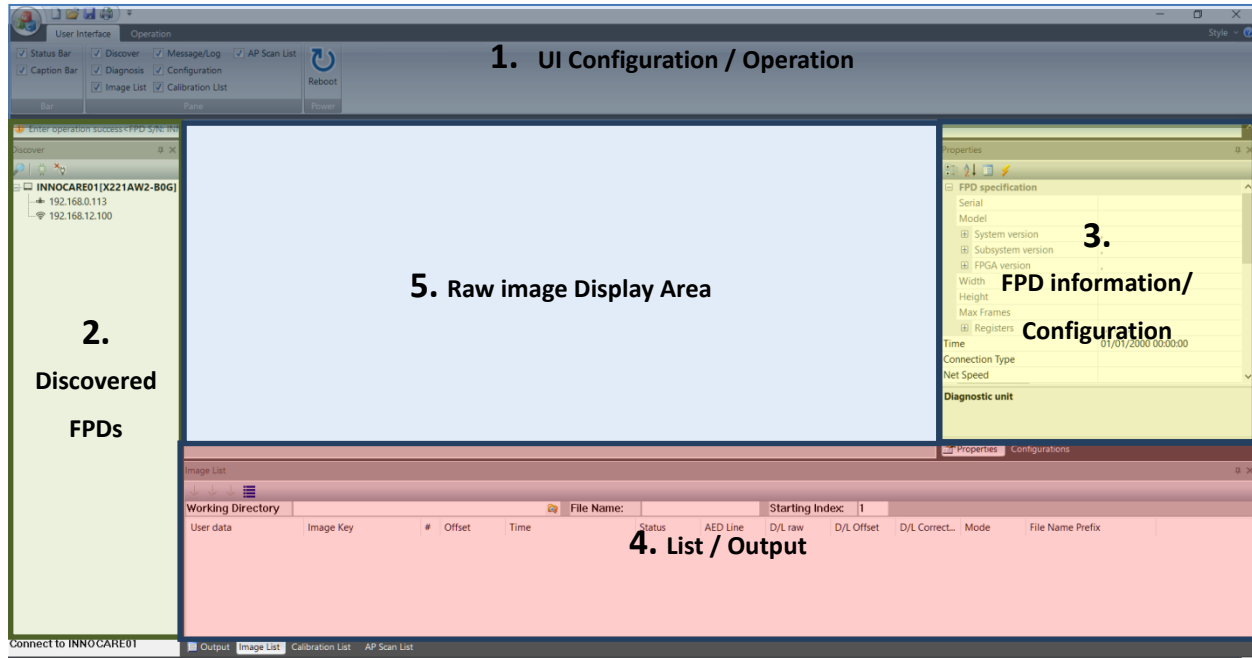 User Interface Operation
Style
Status Bar Discover Message/Log AP Scan List
Caption Bar Diagnosis Configuration
Image List Calibration LIst
Reboot
Bar Pane Power
1. UI Configuration / Operation
Enter operation success<FPD S/N: INN
Discover
INNOCARE01[X221AW2-B0G]
192.168.0.113
192.168.12.100
2.
Discovered
FPDs
5. Raw image Display Area
Properties
FPD specification
Serial
Model
System version ,
Subsystem version ,
FPGA version ,
Width
Height
Max Frames
Registers
Time 01/01/2000 00:00:00
Connection Type
Net Speed
Diagnostic unit
3.
FPD information/
Configuration
Properties Configurations
Image List
Working Directory File Name: Starting Index: 1
User data Image Key # Offset Time Status AED Line D/L raw D/L Offset D/L Correct... Mode File Name Prefix
4. List / Output
Connect to INNOCARE01
Output Image List Calibration List AP Scan List